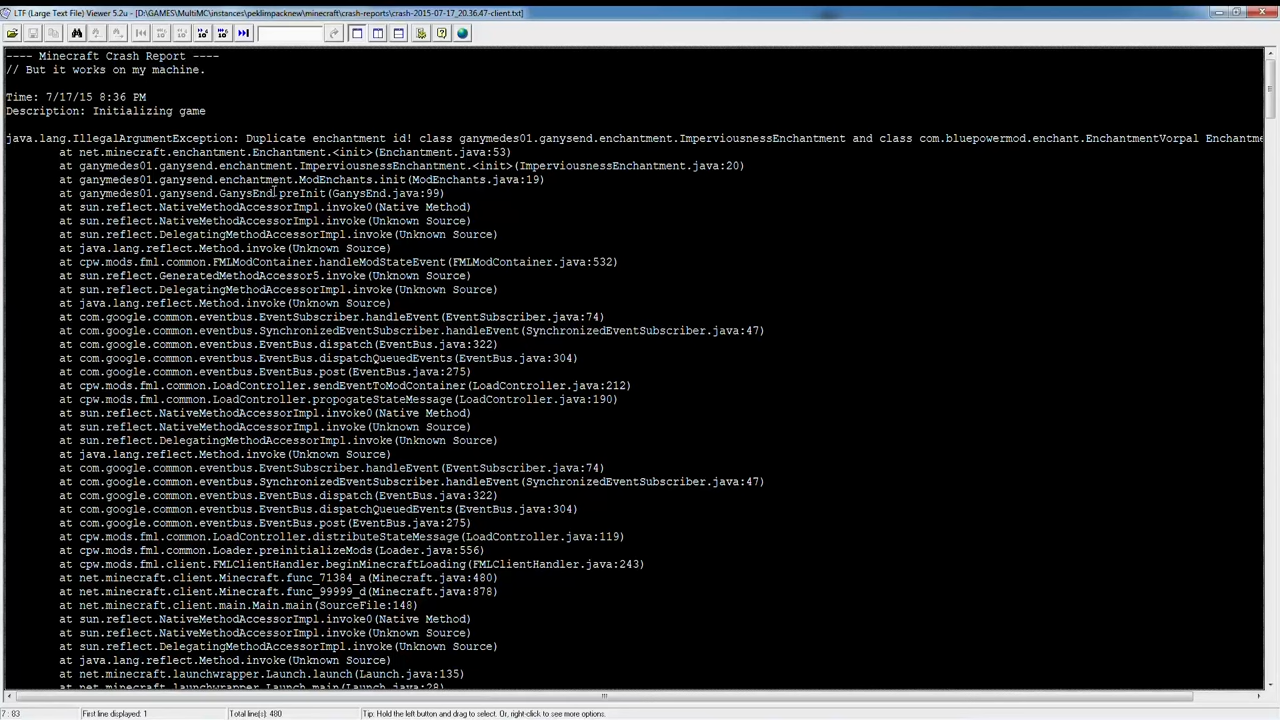 LTF (Large Text File) Viewer 5.2u - [D:\GAMES\MultiMC\instances\peklimpacknew\minecraft\crash-reports\crash-2015-07-17_20.36.47-client.txt]
---- Minecraft Crash Report ----
// But it works on my machine.
Time: 7/17/15 8:36 PM
Description: Initializing game
java.lang.IllegalArgumentException: Duplicate enchantment id! class ganymedes01.ganysend.enchantment.ImperviousnessEnchantment and class com.bluepowermod.enchant.EnchantmentVorpal Enchantme
at net.minecraft.enchantment.Enchantment.<init>(Enchantment.java:53)
at ganymedes01.ganysend.enchantment.ImperviousnessEnchantment.<init>(ImperviousnessEnchantment.java:20)
at ganymedes01.ganysend.enchantment.ModEnchants.init(ModEnchants.java:19)
at ganymedes01.ganysend.GanysEnd.preInit(GanysEnd.java:99)
at sun.reflect.NativeMethodAccessorImpl.invoke0(Native Method)
at sun.reflect.NativeMethodAccessorImpl.invoke(Unknown Source)
at sun.reflect.DelegatingMethodAccessorImpl.invoke(Unknown Source)
at java.lang.reflect.Method.invoke(Unknown Source)
at cpw.mods.fml.common.FMLModContainer.handleModStateEvent(FMLModContainer.java:532)
at sun.reflect.GeneratedMethodAccessor5.invoke(Unknown Source)
at sun.reflect.DelegatingMethodAccessorImpl.invoke(Unknown Source)
at java.lang.reflect.Method.invoke(Unknown Source)
at com.google.common.eventbus.EventSubscriber.handleEvent(EventSubscriber.java:74)
at com.google.common.eventbus.SynchronizedEventSubscriber.handleEvent(SynchronizedEventSubscriber.java:47)
at com.google.common.eventbus.EventBus.dispatch(EventBus.java:322)
at com.google.common.eventbus.EventBus.dispatchQueuedEvents(EventBus.java:304)
at com.google.common.eventbus.EventBus.post(EventBus.java:275)
at cpw.mods.fml.common.LoadController.sendEventToModContainer(LoadController.java:212)
at cpw.mods.fml.common.LoadController.propogateStateMessage(LoadController.java:190)
at sun.reflect.NativeMethodAccessorImpl.invoke0(Native Method)
at sun.reflect.NativeMethodAccessorImpl.invoke(Unknown Source)
at sun.reflect.DelegatingMethodAccessorImpl.invoke(Unknown Source)
at java.lang.reflect.Method.invoke(Unknown Source)
at com.google.common.eventbus.EventSubscriber.handleEvent(EventSubscriber.java:74)
at com.google.common.eventbus.SynchronizedEventSubscriber.handleEvent(SynchronizedEventSubscriber.java:47)
at com.google.common.eventbus.EventBus.dispatch(EventBus.java:322)
at com.google.common.eventbus.EventBus.dispatchQueuedEvents(EventBus.java:304)
at com.google.common.eventbus.EventBus.post(EventBus.java:275)
at cpw.mods.fml.common.LoadController.distributeStateMessage(LoadController.java:119)
at cpw.mods.fml.common.Loader.preinitializeMods(Loader.java:556)
at cpw.mods.fml.client.FMLClientHandler.beginMinecraftLoading(FMLClientHandler.java:243)
at net.minecraft.client.Minecraft.func_71384_a(Minecraft.java:480)
at net.minecraft.client.Minecraft.func_99999_d(Minecraft.java:878)
at net.minecraft.client.main.Main.main(SourceFile:148)
at sun.reflect.NativeMethodAccessorImpl.invoke0(Native Method)
at sun.reflect.NativeMethodAccessorImpl.invoke(Unknown Source)
at sun.reflect.DelegatingMethodAccessorImpl.invoke(Unknown Source)
at java.lang.reflect.Method.invoke(Unknown Source)
at net.minecraft.launchwrapper.Launch.launch(Launch.java:135)
at net.minecraft.launchwrapper.Launch.main(Launch.java:28)
7 : 83 First line displayed: 1 Total line(s): 480 Tip: Hold the left button and drag to select. Or, right-click to see more options.